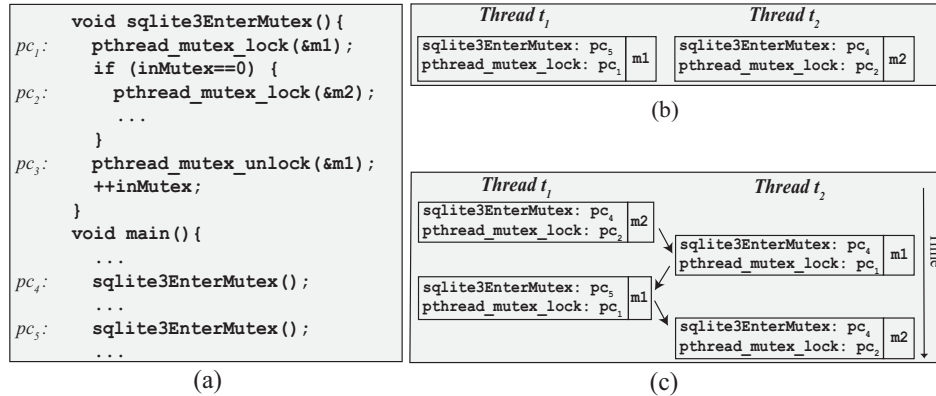 void sqlite3EnterMutex(){
pc1: pthread_mutex_lock(&m1);
if (inMutex==0) {
pc2: pthread_mutex_lock(&m2);
...
}
pc3: pthread_mutex_unlock(&m1);
++inMutex;
}
void main(){
...
pc4: sqlite3EnterMutex();
...
pc5: sqlite3EnterMutex();
...
(a)
Thread t1 Thread t2
sqlite3EnterMutex: pc5
pthread_mutex_lock: pc1
m1
sqlite3EnterMutex: pc4
pthread_mutex_lock: pc2
m2
(b)
Thread t1
Thread t2
sqlite3EnterMutex: pc4
pthread_mutex_lock: pc2
m2
sqlite3EnterMutex: pc4
pthread_mutex_lock: pc1
m1
sqlite3EnterMutex: pc5
pthread_mutex_lock: pc1
m1
sqlite3EnterMutex: pc4
pthread_mutex_lock: pc2
m2
Time
(c)